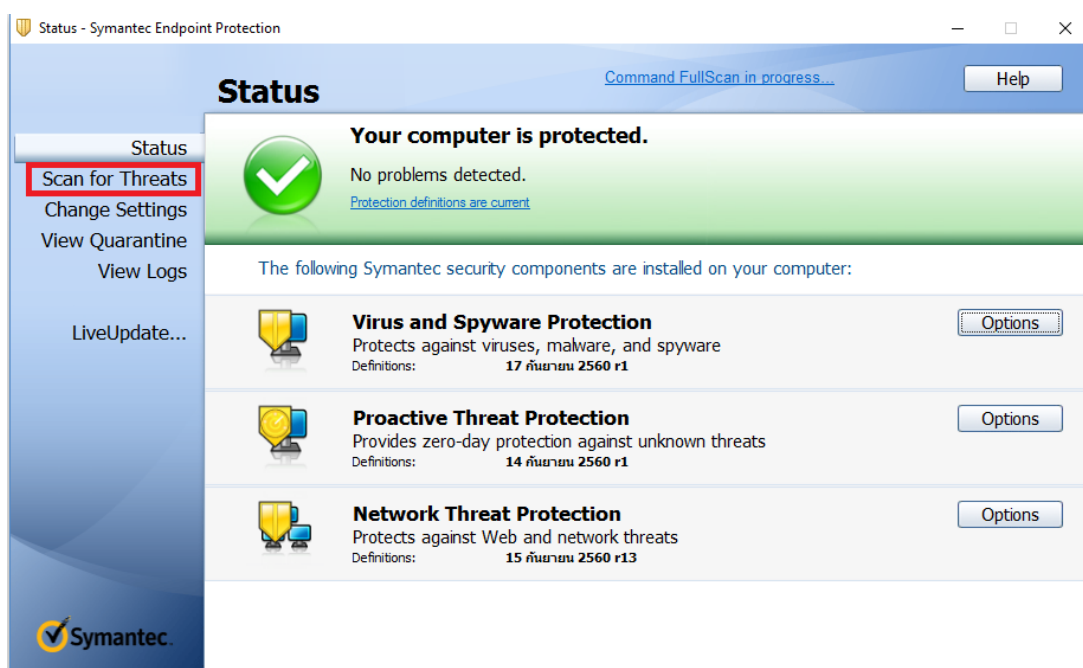 Status - Symantec Endpoint Protection
Status
Command FullScan in progress...
Help
Status
Scan for Threats
Change Settings
View Quarantine
View Logs
LiveUpdate...
Your computer is protected.
No problems detected.
Protection definitions are current
The following Symantec security components are installed on your computer:
Virus and Spyware Protection
Protects against viruses, malware, and spyware
Definitions: 17 กันยายน 2560 r1
Options
Proactive Threat Protection
Provides zero-day protection against unknown threats
Definitions: 14 กันยายน 2560 r1
Options
Network Threat Protection
Protects against Web and network threats
Definitions: 15 กันยายน 2560 r13
Options
Symantec.